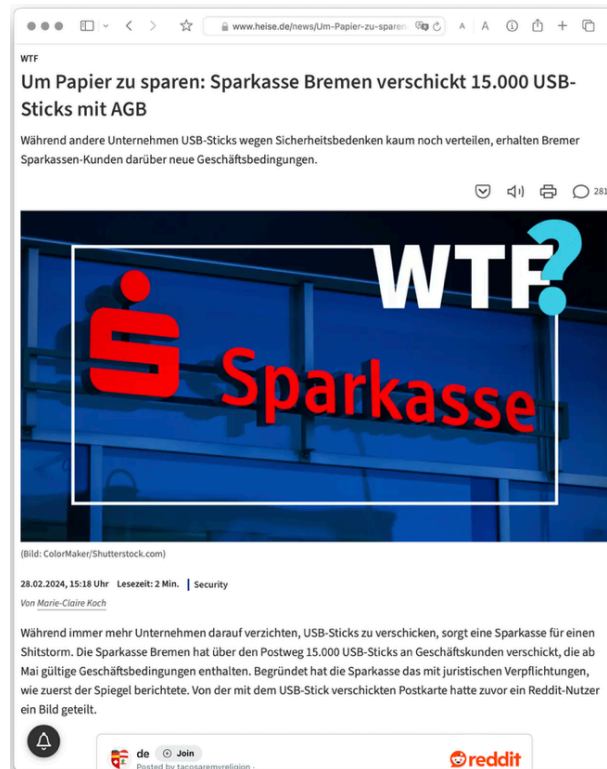 www.heise.de/news/Um-Papier-zu-sparen
A A
WTF
Um Papier zu sparen: Sparkasse Bremen verschickt 15.000 USB-
Sticks mit AGB
Während andere Unternehmen USB-Sticks wegen Sicherheitsbedenken kaum noch verteilen, erhalten Bremer
Sparkassen-Kunden darüber neue Geschäftsbedingungen.
281
WTF?
Sparkasse
(Bild: ColorMaker/Shutterstock.com)
28.02.2024, 15:18 Uhr Lesezeit: 2 Min. Security
Von Marie-Claire Koch
Während immer mehr Unternehmen darauf verzichten, USB-Sticks zu verschicken, sorgt eine Sparkasse für einen
Shitstorm. Die Sparkasse Bremen hat über den Postweg 15.000 USB-Sticks an Geschäftskunden verschickt, die ab
Mai gültige Geschäftsbedingungen enthalten. Begründet hat die Sparkasse das mit juristischen Verpflichtungen,
wie zuerst der Spiegel berichtete. Von der mit dem USB-Stick verschickten Postkarte hatte zuvor ein Reddit-Nutzer
ein Bild geteilt.
de Join
Posted by tacosaremyreligion
reddit